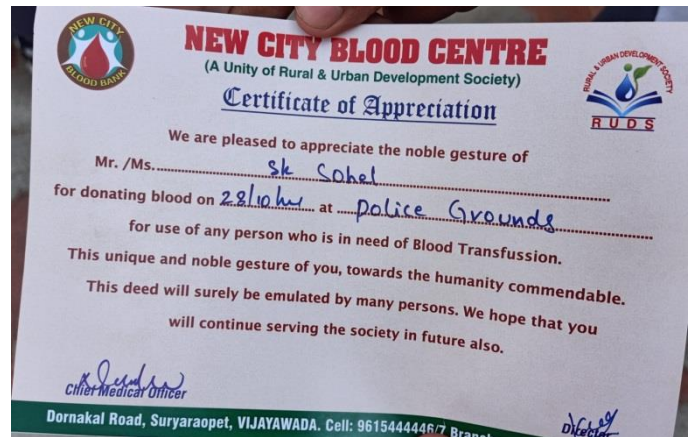 NEW CITY
BLOOD BANK
NEW CITY BLOOD CENTRE
(A Unity of Rural & Urban Development Society)
Certificate of Appreciation
RURAL & URBAN DEVELOPMENT SOCIETY
RUDS
We are pleased to appreciate the noble gesture of
Mr. /Ms. Sk Sohel
for donating blood on 28/10/ at Police Grounds
for use of any person who is in need of Blood Transfussion.
This unique and noble gesture of you, towards the humanity commendable.
This deed will surely be emulated by many persons. We hope that you
will continue serving the society in future also.
Chief Medical Officer
Director
Dornakal Road, Suryaraopet, VIJAYAWADA. Cell: 9615444446/7